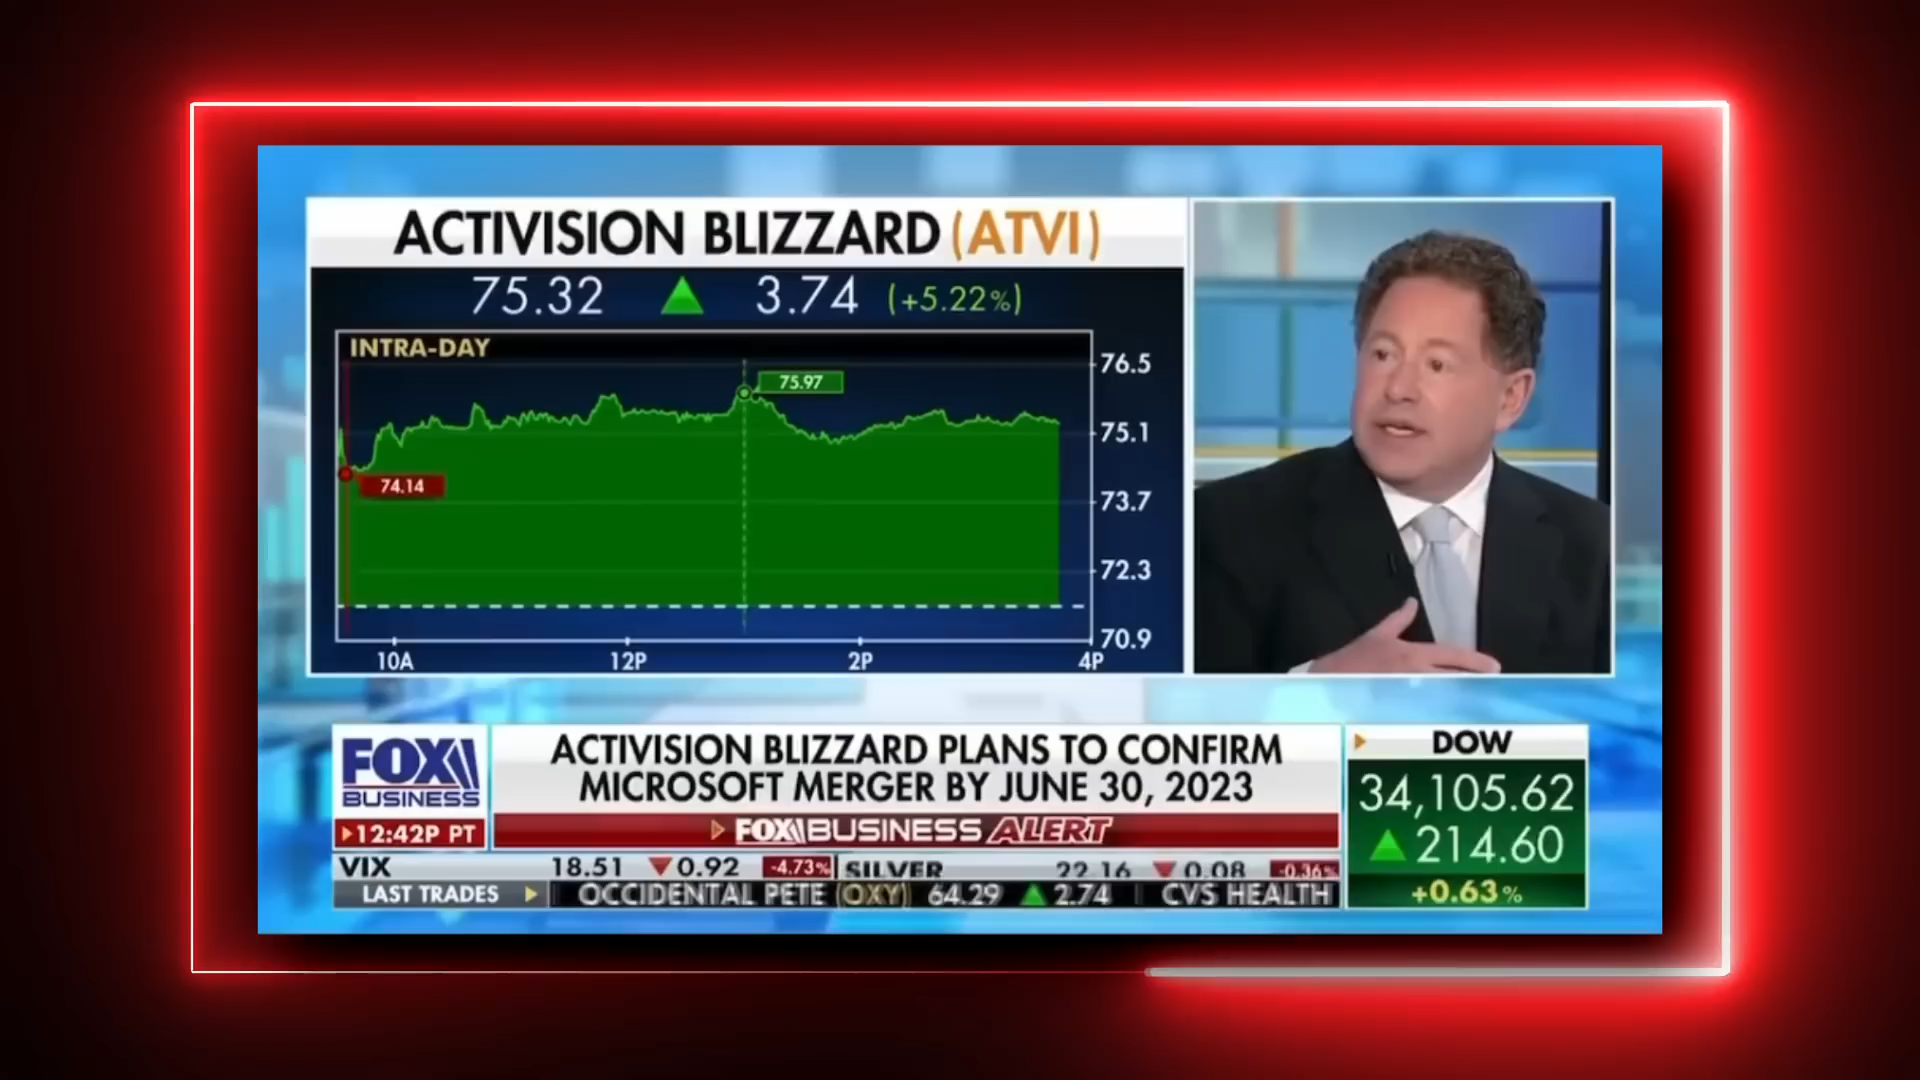 ACTIVISION BLIZZARD (ATVI)
75.32 ▲ 3.74 (+5.22%)
INTRA-DAY
76.5
75.97
75.1
74.14
73.7
72.3
70.9
10A 12P 2P 4P
FOX BUSINESS
12:42P PT
ACTIVISION BLIZZARD PLANS TO CONFIRM
MICROSOFT MERGER BY JUNE 30, 2023
FOX BUSINESS ALERT
DOW
34,105.62
▲ 214.60
+0.63%
VIX 18.51 ▼ 0.92 -4.73% SILVER 22.16 ▼ 0.08 -0.36%
LAST TRADES OCCIDENTAL PETE (OXY) 64.29 ▲ 2.74 CVS HEALTH